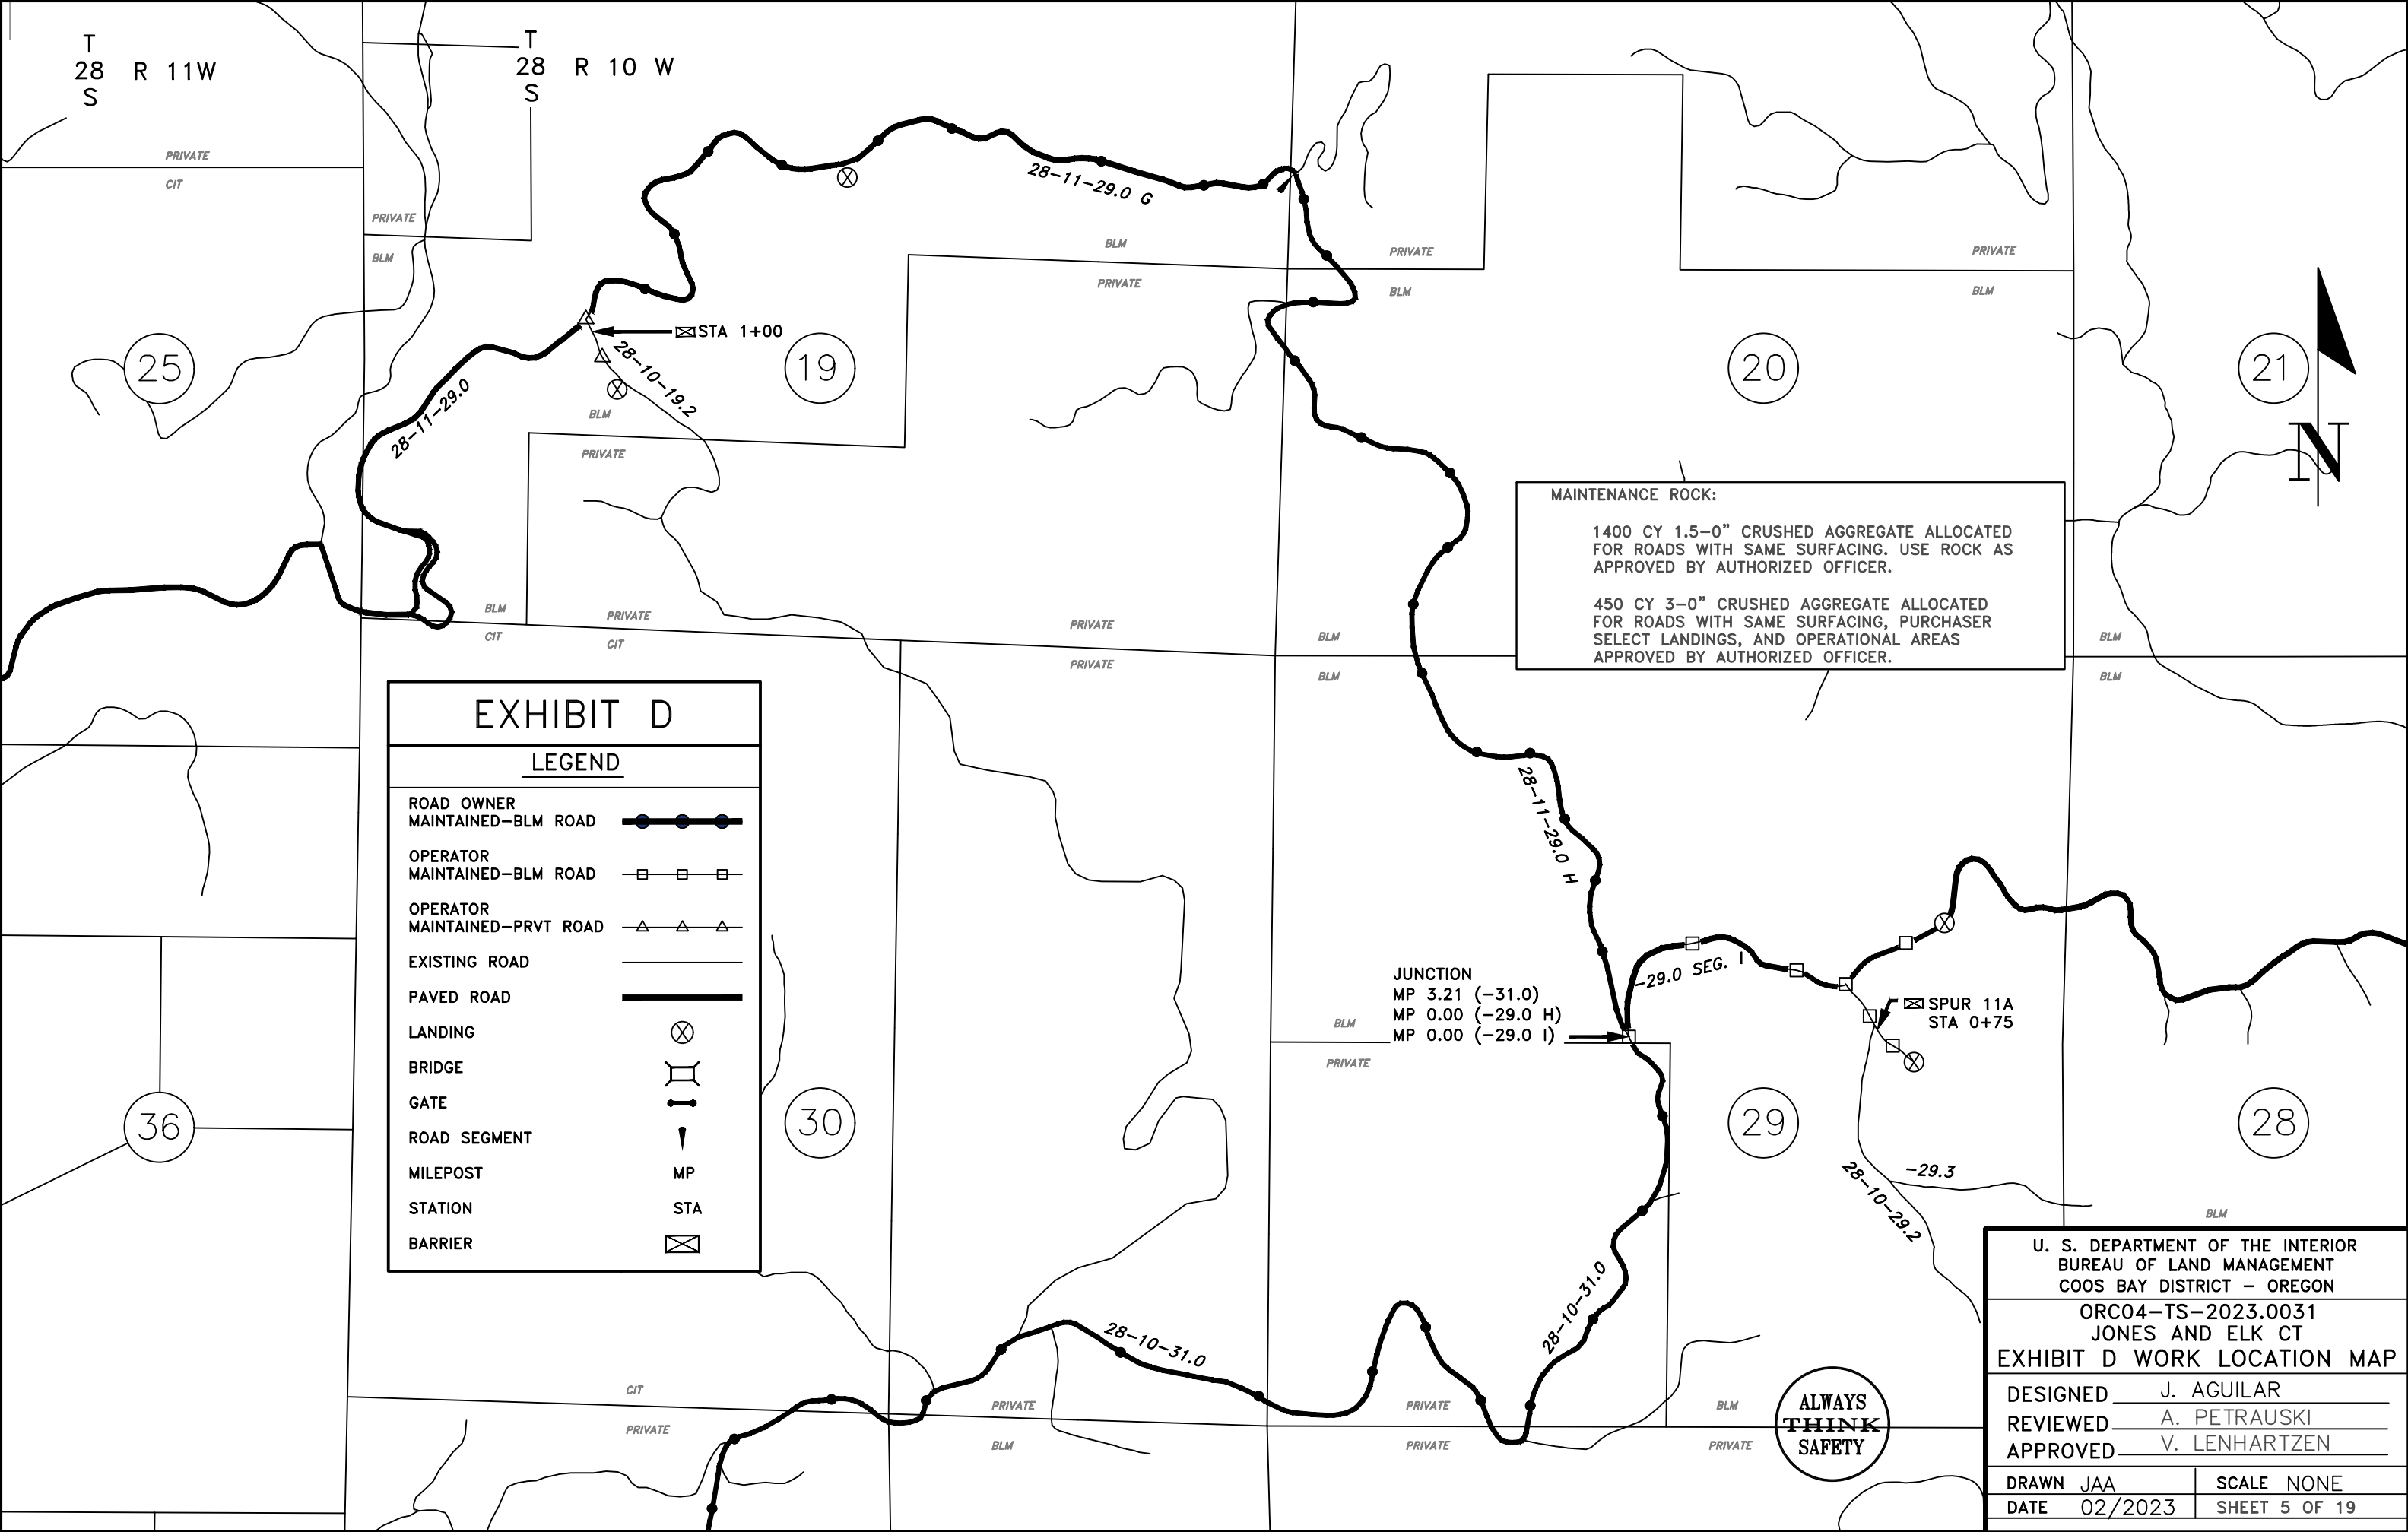 T
28 R 11W
S
T
28 R 10 W
S
PRIVATE
CIT
PRIVATE
BLM
28-11-29.0 G
BLM
PRIVATE
PRIVATE
BLM
PRIVATE
BLM
25
STA 1+00
19
20
21
28-10-19.2
28-11-29.0
BLM
PRIVATE
N
MAINTENANCE ROCK:
1400 CY 1.5-0" CRUSHED AGGREGATE ALLOCATED
FOR ROADS WITH SAME SURFACING. USE ROCK AS
APPROVED BY AUTHORIZED OFFICER.
450 CY 3-0" CRUSHED AGGREGATE ALLOCATED
FOR ROADS WITH SAME SURFACING, PURCHASER
SELECT LANDINGS, AND OPERATIONAL AREAS
APPROVED BY AUTHORIZED OFFICER.
BLM
CIT
PRIVATE
CIT
PRIVATE
PRIVATE
BLM
BLM
BLM
BLM
EXHIBIT D
LEGEND
ROAD OWNER
MAINTAINED-BLM ROAD
OPERATOR
MAINTAINED-BLM ROAD
OPERATOR
MAINTAINED-PRVT ROAD
EXISTING ROAD
PAVED ROAD
LANDING
BRIDGE
GATE
ROAD SEGMENT
MILEPOST MP
STATION STA
BARRIER
28-11-29.0 H
JUNCTION
MP 3.21 (-31.0)
MP 0.00 (-29.0 H)
MP 0.00 (-29.0 I)
-29.0 SEG. I
BLM
PRIVATE
SPUR 11A
STA 0+75
36
30
29
28
-29.3
28-10-29.2
BLM
28-10-31.0
28-10-31.0
CIT
PRIVATE
PRIVATE
BLM
PRIVATE
PRIVATE
BLM
PRIVATE
ALWAYS
THINK
SAFETY
U. S. DEPARTMENT OF THE INTERIOR
BUREAU OF LAND MANAGEMENT
COOS BAY DISTRICT - OREGON
ORC04-TS-2023.0031
JONES AND ELK CT
EXHIBIT D WORK LOCATION MAP
DESIGNED J. AGUILAR
REVIEWED A. PETRAUSKI
APPROVED V. LENHARTZEN
DRAWN JAA SCALE NONE
DATE 02/2023 SHEET 5 OF 19